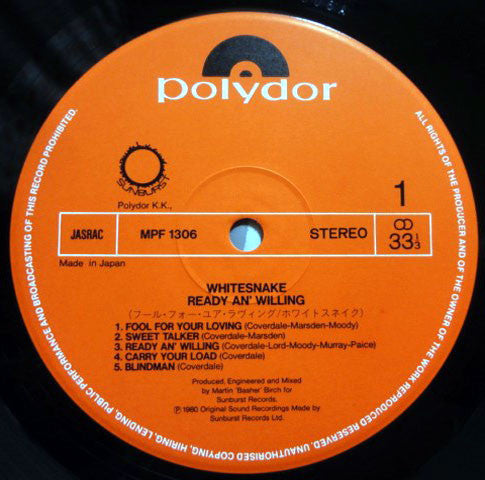 polydor
SUNBURST
Polydor K.K.,
1
JASRAC
MPF 1306
STEREO
33 1/3
Made in Japan
WHITESNAKE
READY AN' WILLING
(フール・フォー・ユア・ラヴィング/ホワイトスネイク)
1. FOOL FOR YOUR LOVING (Coverdale-Marsden-Moody)
2. SWEET TALKER (Coverdale-Marsden)
3. READY AN' WILLING (Coverdale-Lord-Moody-Murray-Paice)
4. CARRY YOUR LOAD (Coverdale)
5. BLINDMAN (Coverdale)
Produced, Engineered and Mixed
by Martin 'Basher' Birch for
Sunburst Records.
Ⓟ1980 Original Sound Recordings Made by
Sunburst Records Ltd.
ALL RIGHTS OF THE PRODUCER AND OF THE OWNER OF THE WORK REPRODUCED RESERVED. UNAUTHORISED COPYING, HIRING, LENDING, PUBLIC PERFORMANCE AND BROADCASTING OF THIS RECORD PROHIBITED.